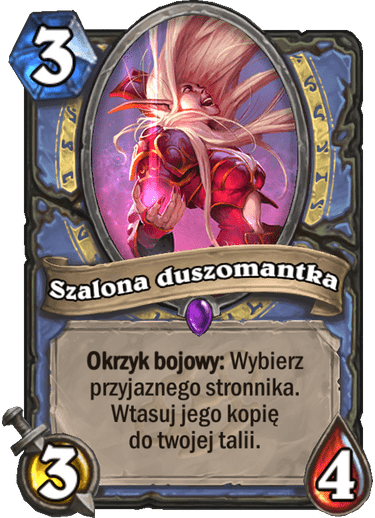 3
Szalona duszomantka
Okrzyk bojowy: Wybierz
przyjaznego stronnika.
Wtasuj jego kopię
do twojej talii.
3
4